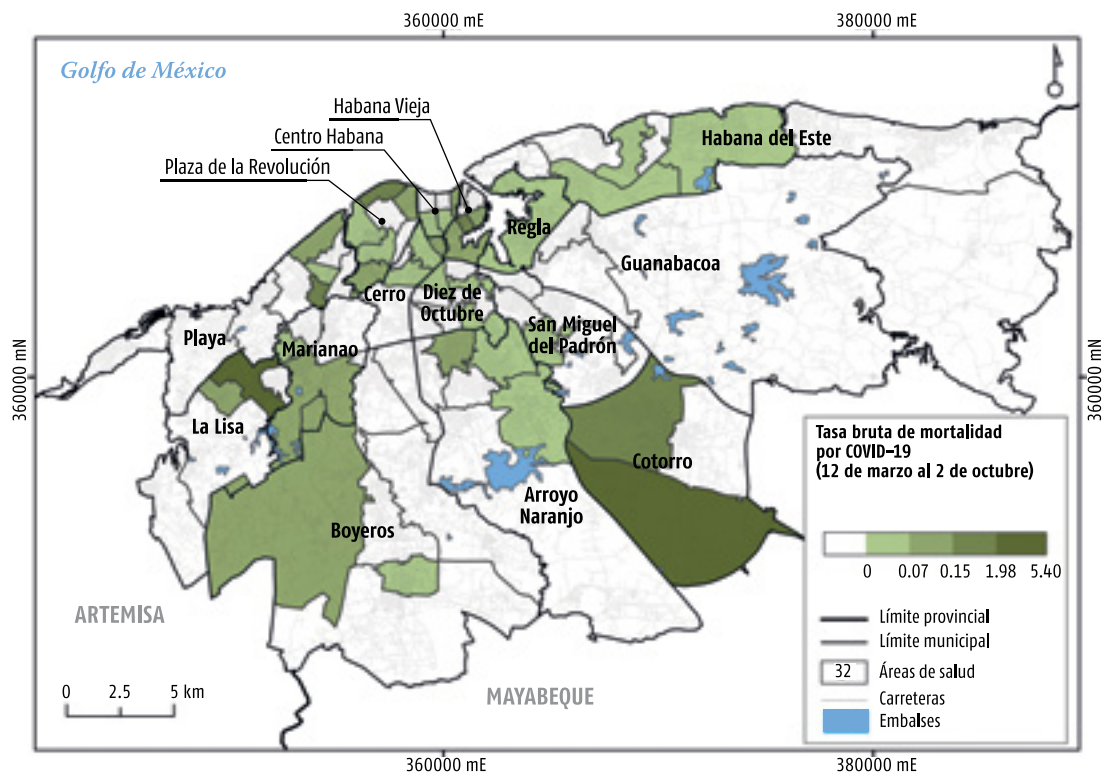 360000 mE
380000 mE
Golfo de México
Habana Vieja
Centro Habana
Plaza de la Revolución
Habana del Este
Regla
Guanabacoa
Cerro
Diez de
Octubre
San Miguel
del Padrón
Playa
Marianao
360000 mN
360000 mN
La Lisa
Cotorro
Arroyo
Naranjo
Boyeros
ARTEMISA
MAYABEQUE
0 2.5 5 km
Tasa bruta de mortalidad
por COVID–19
(12 de marzo al 2 de octubre)
0 0.07 0.15 1.98 5.40
Límite provincial
Límite municipal
32 Áreas de salud
Carreteras
Embalses
360000 mE
380000 mE